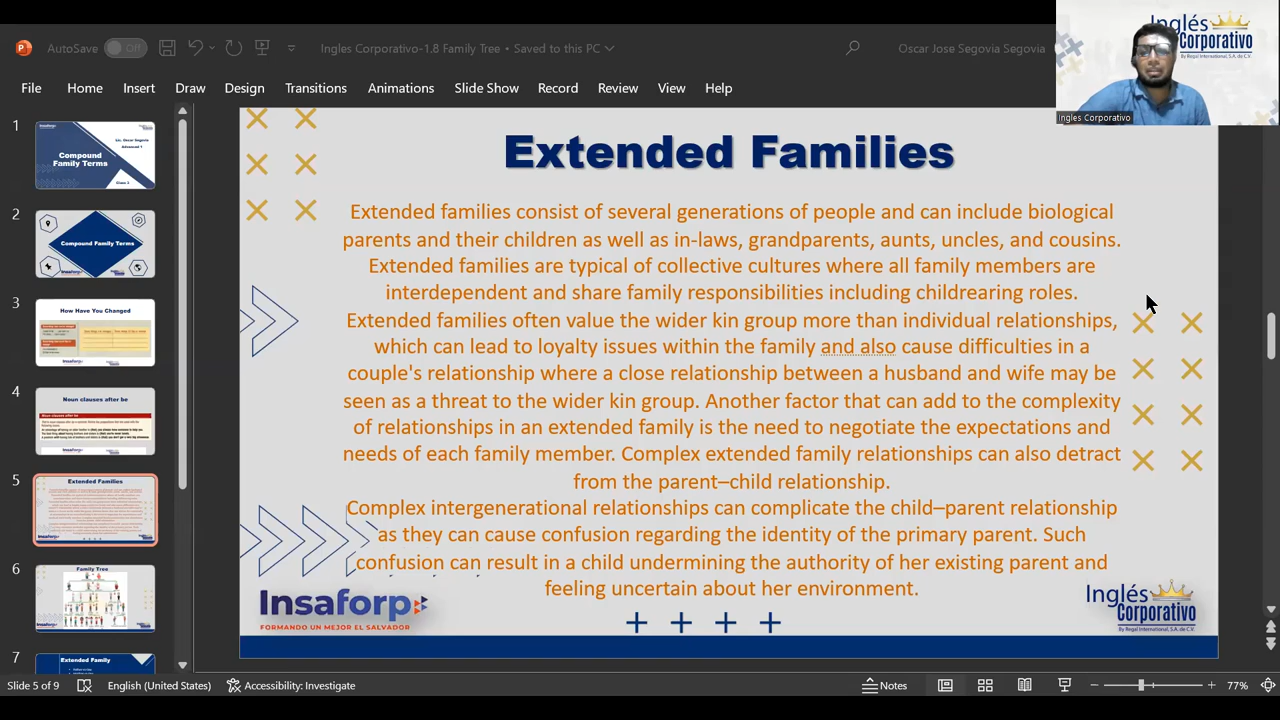 AutoSave Off
Ingles Corporativo-1.8 Family Tree • Saved to this PC
Oscar Jose Segovia Segovia
File Home Insert Draw Design Transitions Animations Slide Show Record Review View Help
Inglés
Corporativo
By Regal International, S.A. de C.V.
Ingles Corporativo
1
Compound
Family Terms
2
Compound Family Terms
3
How Have You Changed
4
Noun clauses after be
5
Extended Families
6
Family Tree
7
Extended Family
Extended Families
Extended families consist of several generations of people and can include biological
parents and their children as well as in-laws, grandparents, aunts, uncles, and cousins.
Extended families are typical of collective cultures where all family members are
interdependent and share family responsibilities including childrearing roles.
Extended families often value the wider kin group more than individual relationships,
which can lead to loyalty issues within the family and also cause difficulties in a
couple's relationship where a close relationship between a husband and wife may be
seen as a threat to the wider kin group. Another factor that can add to the complexity
of relationships in an extended family is the need to negotiate the expectations and
needs of each family member. Complex extended family relationships can also detract
from the parent–child relationship.
Complex intergenerational relationships can complicate the child–parent relationship
as they can cause confusion regarding the identity of the primary parent. Such
confusion can result in a child undermining the authority of her existing parent and
feeling uncertain about her environment.
Insaforp
FORMANDO UN MEJOR EL SALVADOR
Inglés
Corporativo
By Regal International, S.A. de C.V.
Slide 5 of 9 English (United States) Accessibility: Investigate Notes 77%